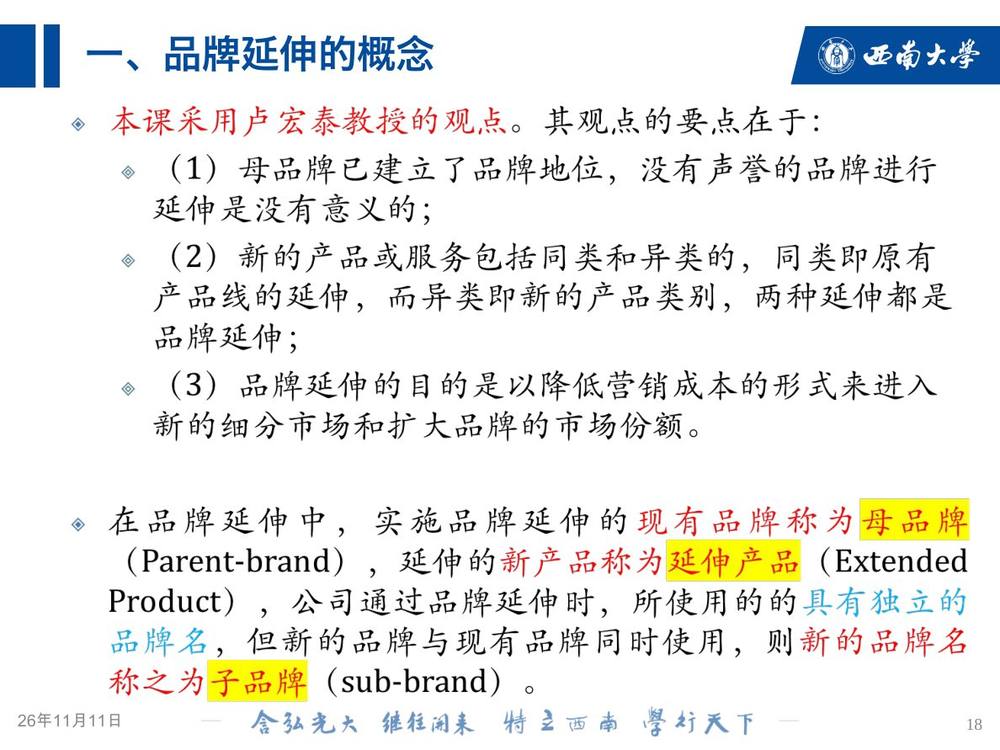 一、品牌延伸的概念
西南大学
本课采用卢宏泰教授的观点。其观点的要点在于：
（1）母品牌已建立了品牌地位，没有声誉的品牌进行
延伸是没有意义的；
（2）新的产品或服务包括同类和异类的，同类即原有
产品线的延伸，而异类即新的产品类别，两种延伸都是
品牌延伸；
（3）品牌延伸的目的是以降低营销成本的形式来进入
新的细分市场和扩大品牌的市场份额。
在品牌延伸中，实施品牌延伸的现有品牌称为母品牌
（Parent-brand），延伸的新产品称为延伸产品（Extended
Product），公司通过品牌延伸时，所使用的的具有独立的
品牌名，但新的品牌与现有品牌同时使用，则新的品牌名
称之为子品牌（sub-brand）。
26年11月11日
含弘光大 继往开来 特立西南 學行天下
18